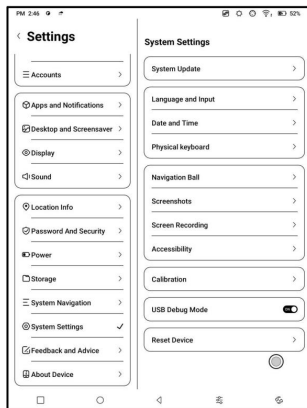 PM 2:46
52%
Settings
Accounts
Apps and Notifications
Desktop and Screensaver
Display
Sound
Location Info
Password And Security
Power
Storage
System Navigation
System Settings
Feedback and Advice
About Device
System Settings
System Update
Language and Input
Date and Time
Physical keyboard
Navigation Ball
Screenshots
Screen Recording
Accessibility
Calibration
USB Debug Mode
ON
Reset Device